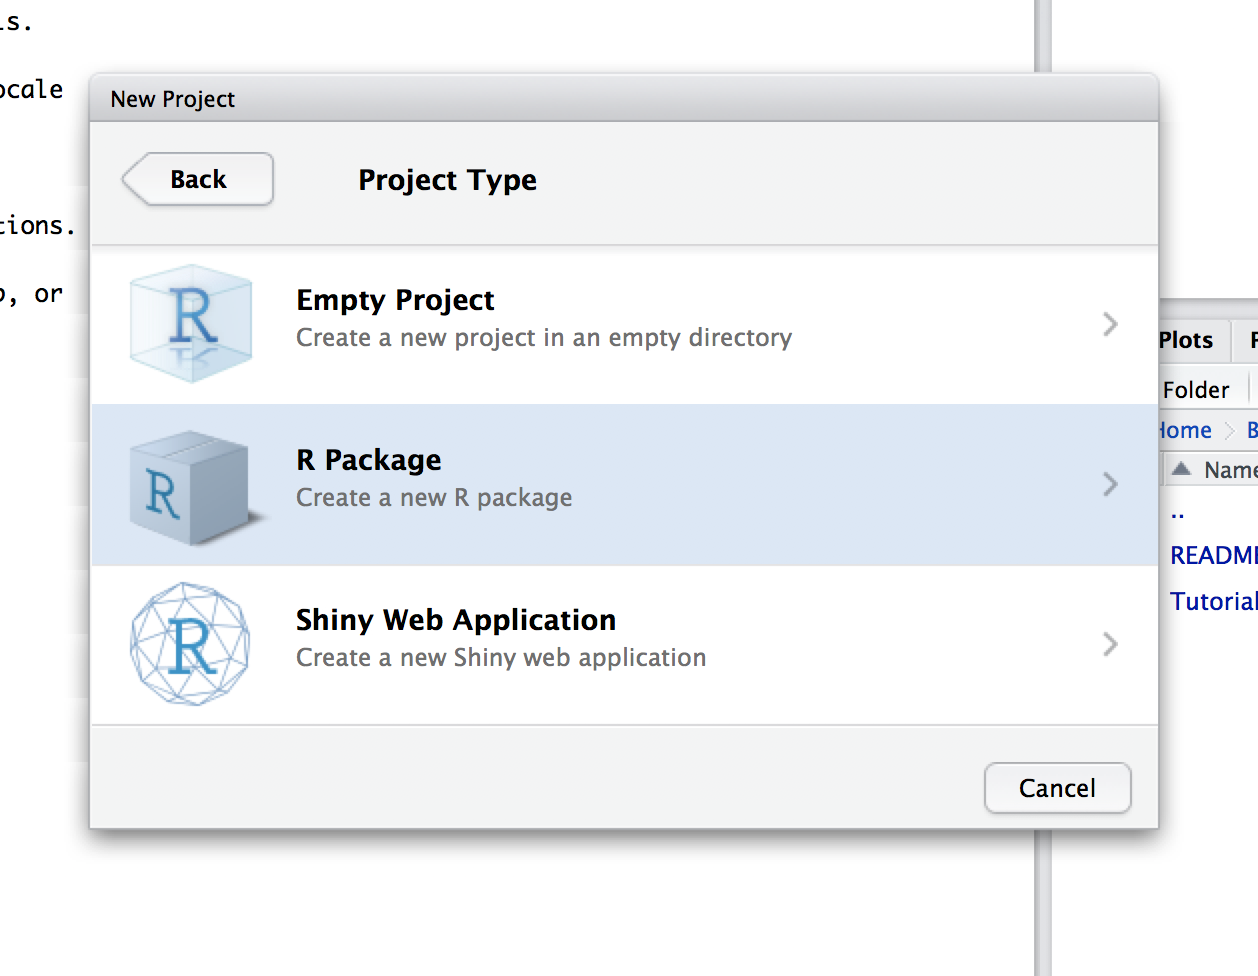 ls.
ocale
tions.
o, or
New Project
Back
Project Type
R
Empty Project
Create a new project in an empty directory
R
R Package
Create a new R package
R
Shiny Web Application
Create a new Shiny web application
Cancel
Plots
Folder
Home
Name
..
README
Tutorial